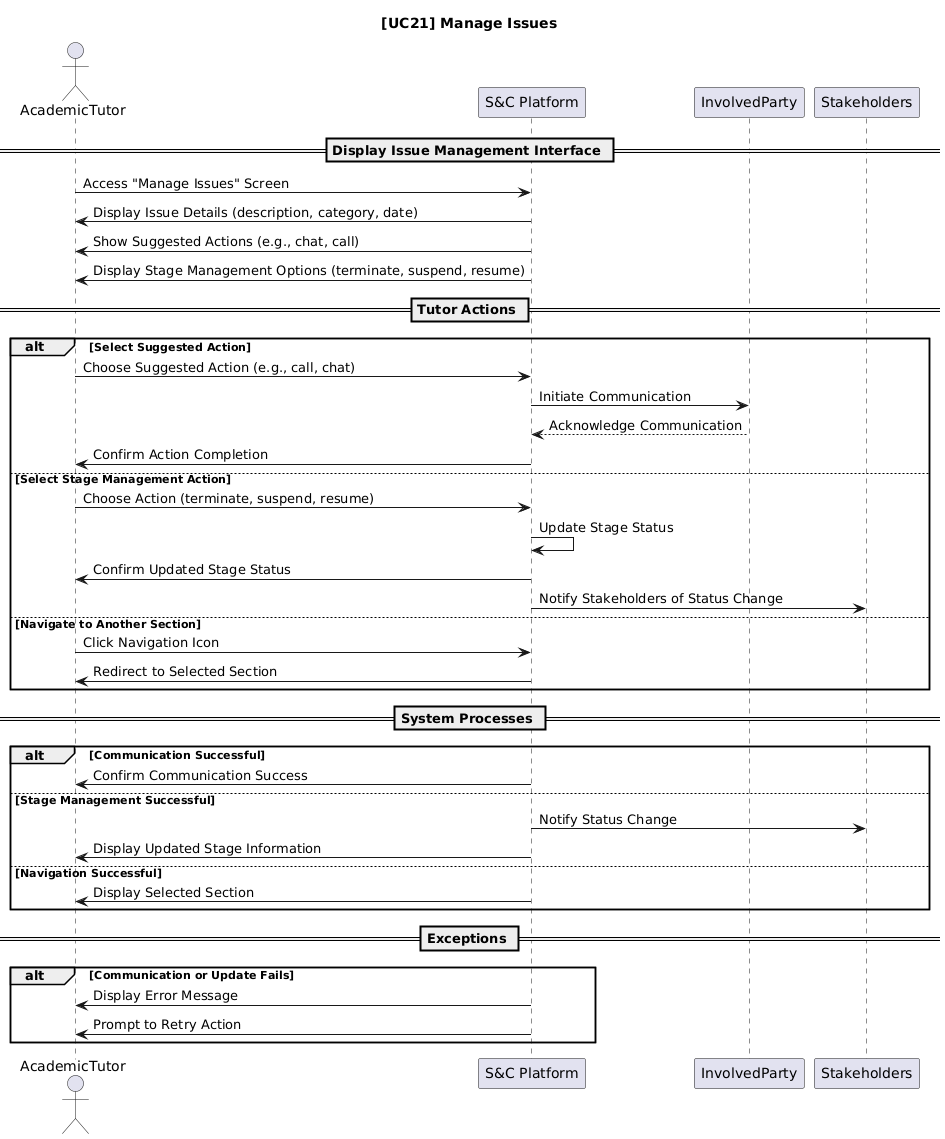 [UC21] Manage Issues
AcademicTutor
S&C Platform
InvolvedParty
Stakeholders
Display Issue Management Interface
Access "Manage Issues" Screen
Display Issue Details (description, category, date)
Show Suggested Actions (e.g., chat, call)
Display Stage Management Options (terminate, suspend, resume)
Tutor Actions
alt
[Select Suggested Action]
Choose Suggested Action (e.g., call, chat)
Initiate Communication
Acknowledge Communication
Confirm Action Completion
[Select Stage Management Action]
Choose Action (terminate, suspend, resume)
Update Stage Status
Confirm Updated Stage Status
Notify Stakeholders of Status Change
[Navigate to Another Section]
Click Navigation Icon
Redirect to Selected Section
System Processes
alt
[Communication Successful]
Confirm Communication Success
[Stage Management Successful]
Notify Status Change
Display Updated Stage Information
[Navigation Successful]
Display Selected Section
Exceptions
alt
[Communication or Update Fails]
Display Error Message
Prompt to Retry Action
AcademicTutor
S&C Platform
InvolvedParty
Stakeholders